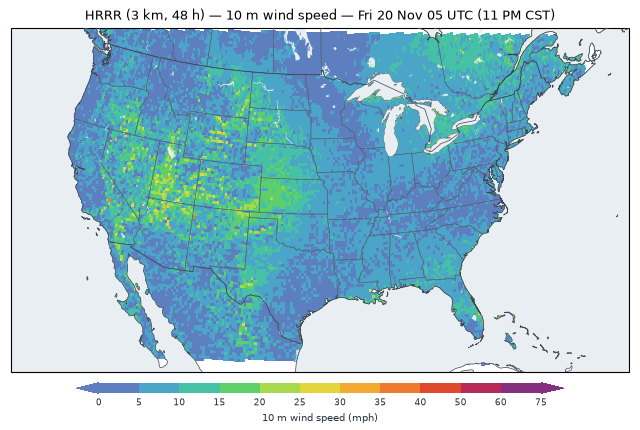 HRRR (3 km, 48 h) — 10 m wind speed — Fri 20 Nov 05 UTC (11 PM CST)
0 5 10 15 20 25 30 35 40 50 60 75
10 m wind speed (mph)